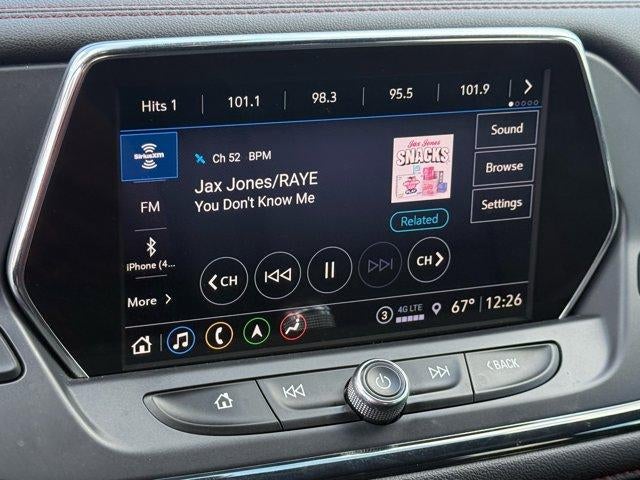 Hits 1 101.1 98.3 95.5 101.9
SiriusXM
Ch 52 BPM
Jax Jones/RAYE
You Don't Know Me
Jax Jones
SNACKS
Related
Sound
Browse
Settings
FM
iPhone (4...
More
CH
CH
3 4G LTE 67° 12:26
BACK